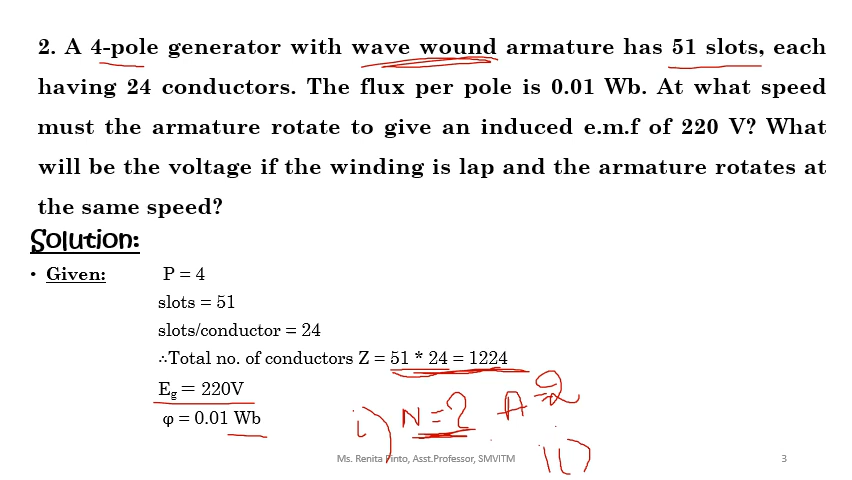 2. A 4-pole generator with wave wound armature has 51 slots, each
having 24 conductors. The flux per pole is 0.01 Wb. At what speed
must the armature rotate to give an induced e.m.f of 220 V? What
will be the voltage if the winding is lap and the armature rotates at
the same speed?
Solution:
• Given: P = 4
slots = 51
slots/conductor = 24
∴Total no. of conductors Z = 51 * 24 = 1224
Eg = 220V
φ = 0.01 Wb
i) N=? A=2
ii)
Ms. Renita Pinto, Asst.Professor, SMVITM 3